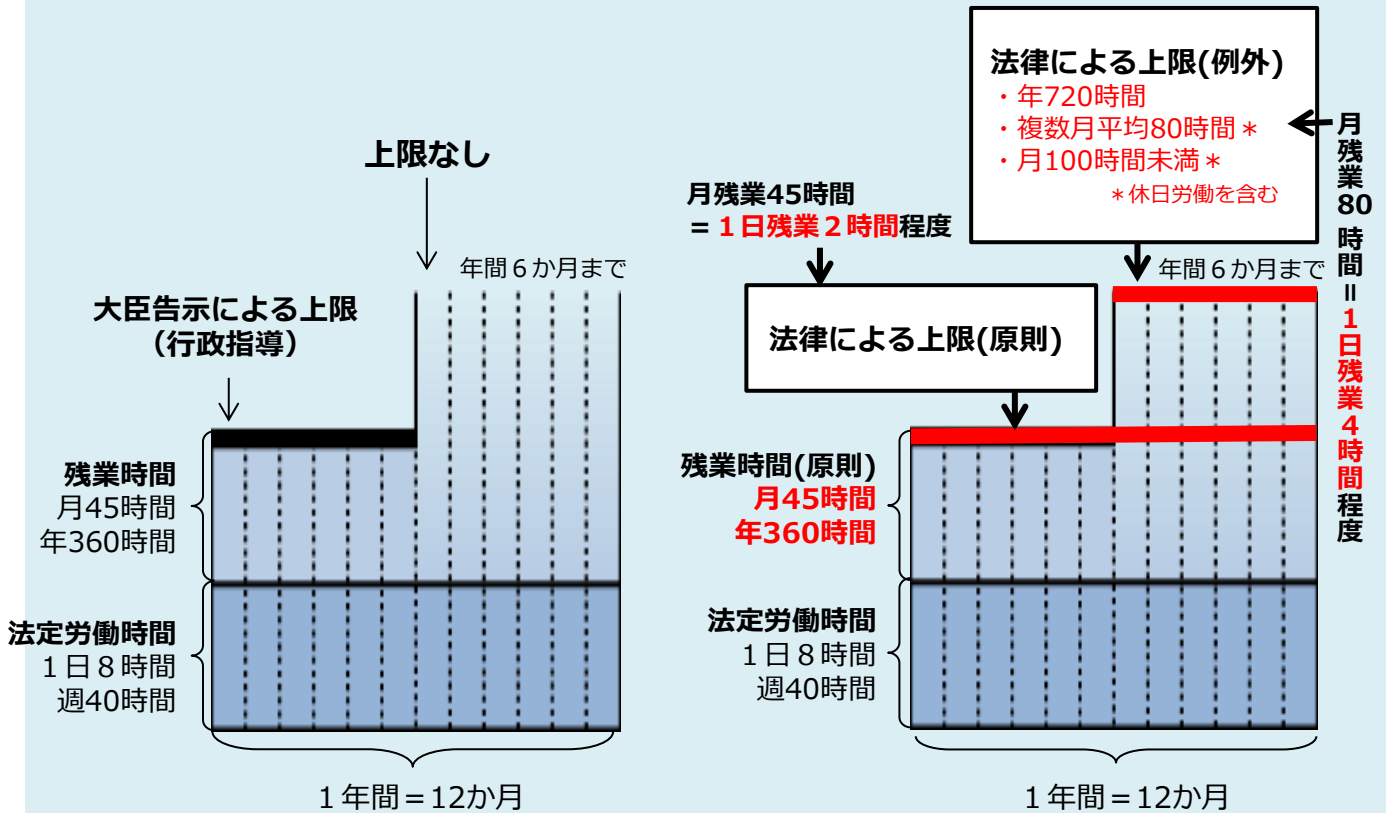 上限なし
年間６か月まで
大臣告示による上限
（行政指導）
残業時間
月45時間
年360時間
法定労働時間
１日８時間
週40時間
１年間＝12か月
法律による上限(例外)
・年720時間
・複数月平均80時間＊
・月100時間未満＊
＊休日労働を含む
月残業80時間＝１日残業４時間程度
月残業45時間
＝１日残業２時間程度
年間６か月まで
法律による上限(原則)
残業時間(原則)
月45時間
年360時間
法定労働時間
１日８時間
週40時間
１年間＝12か月